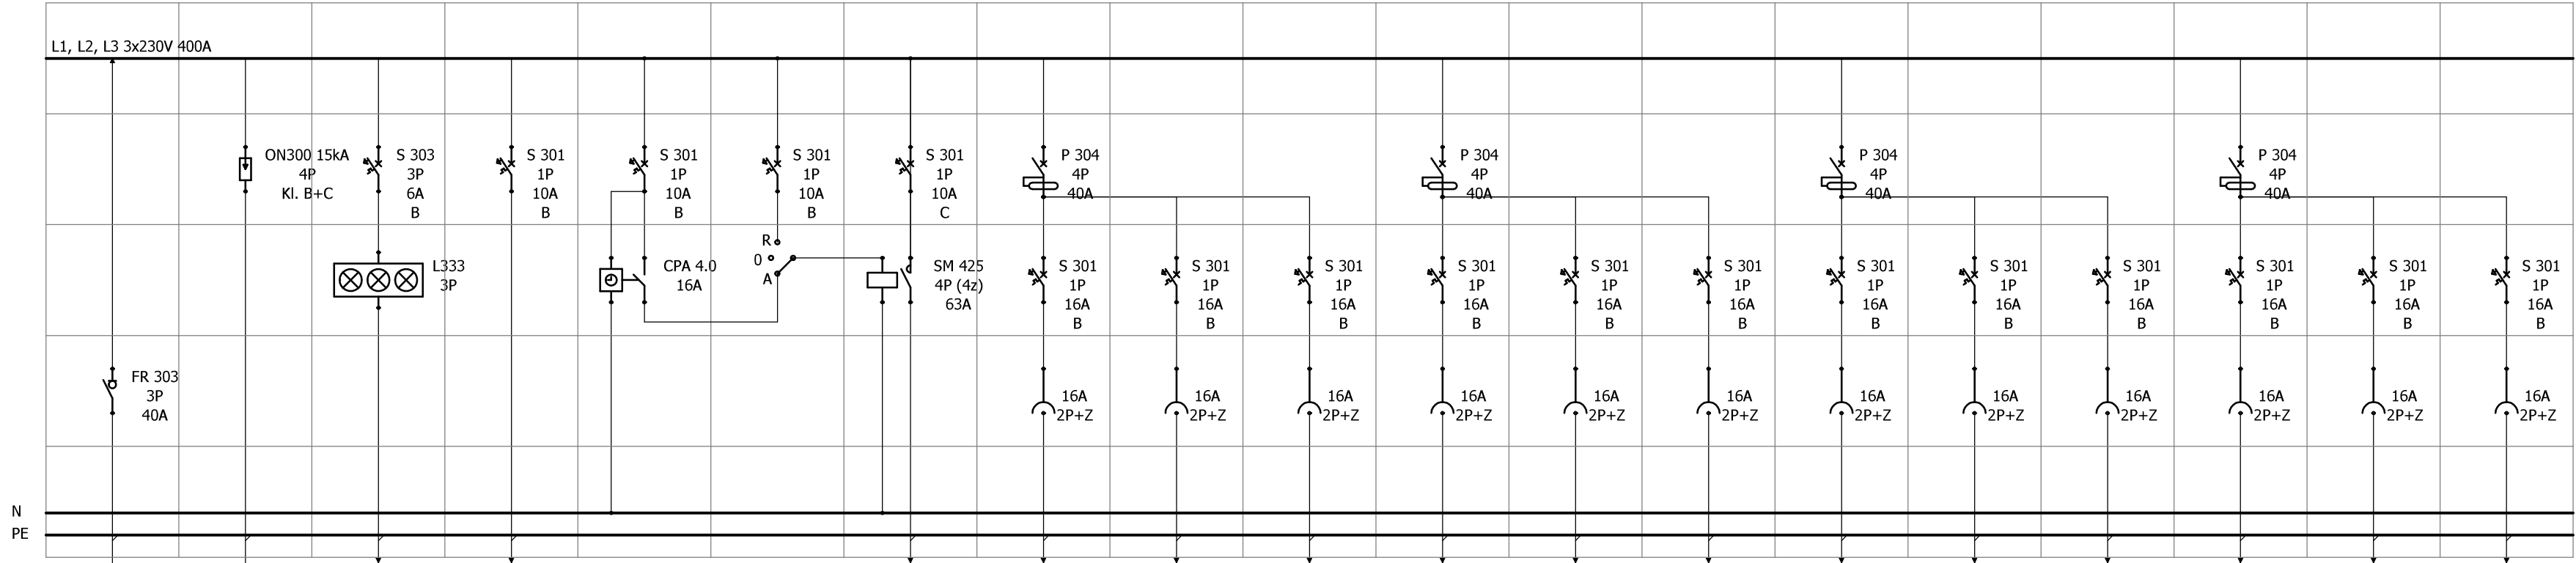 L1, L2, L3 3x230V 400A
ON300 15kA
4P
Kl. B+C
S 303
3P
6A
B
S 301
1P
10A
B
S 301
1P
10A
B
S 301
1P
10A
B
S 301
1P
10A
C
P 304
4P
40A
P 304
4P
40A
P 304
4P
40A
P 304
4P
40A
L333
3P
CPA 4.0
16A
R
0
A
SM 425
4P (4z)
63A
S 301
1P
16A
B
S 301
1P
16A
B
S 301
1P
16A
B
S 301
1P
16A
B
S 301
1P
16A
B
S 301
1P
16A
B
S 301
1P
16A
B
S 301
1P
16A
B
S 301
1P
16A
B
S 301
1P
16A
B
S 301
1P
16A
B
S 301
1P
16A
B
FR 303
3P
40A
16A
2P+Z
16A
2P+Z
16A
2P+Z
16A
2P+Z
16A
2P+Z
16A
2P+Z
16A
2P+Z
16A
2P+Z
16A
2P+Z
16A
2P+Z
16A
2P+Z
16A
2P+Z
N
PE